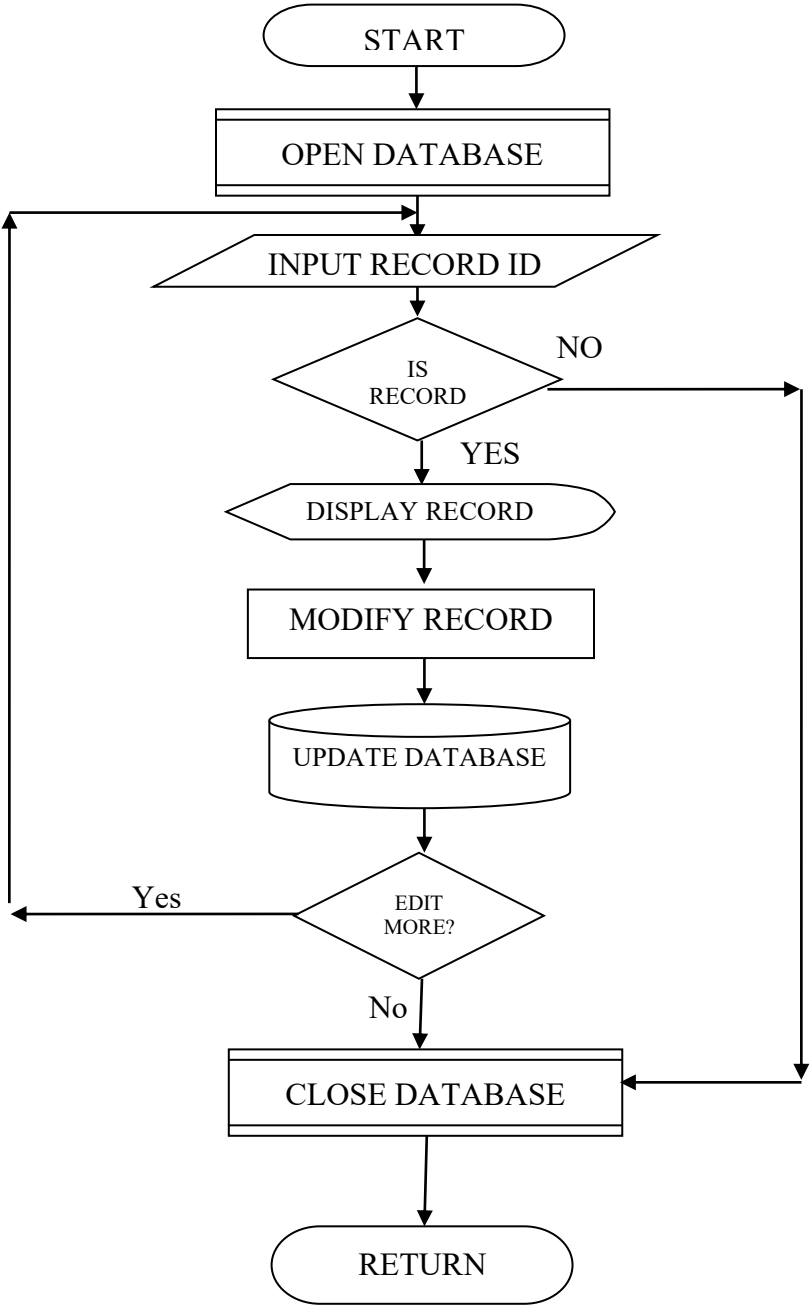 START
OPEN DATABASE
INPUT RECORD ID
NO
IS
RECORD
YES
DISPLAY RECORD
MODIFY RECORD
UPDATE DATABASE
Yes
EDIT
MORE?
No
CLOSE DATABASE
RETURN